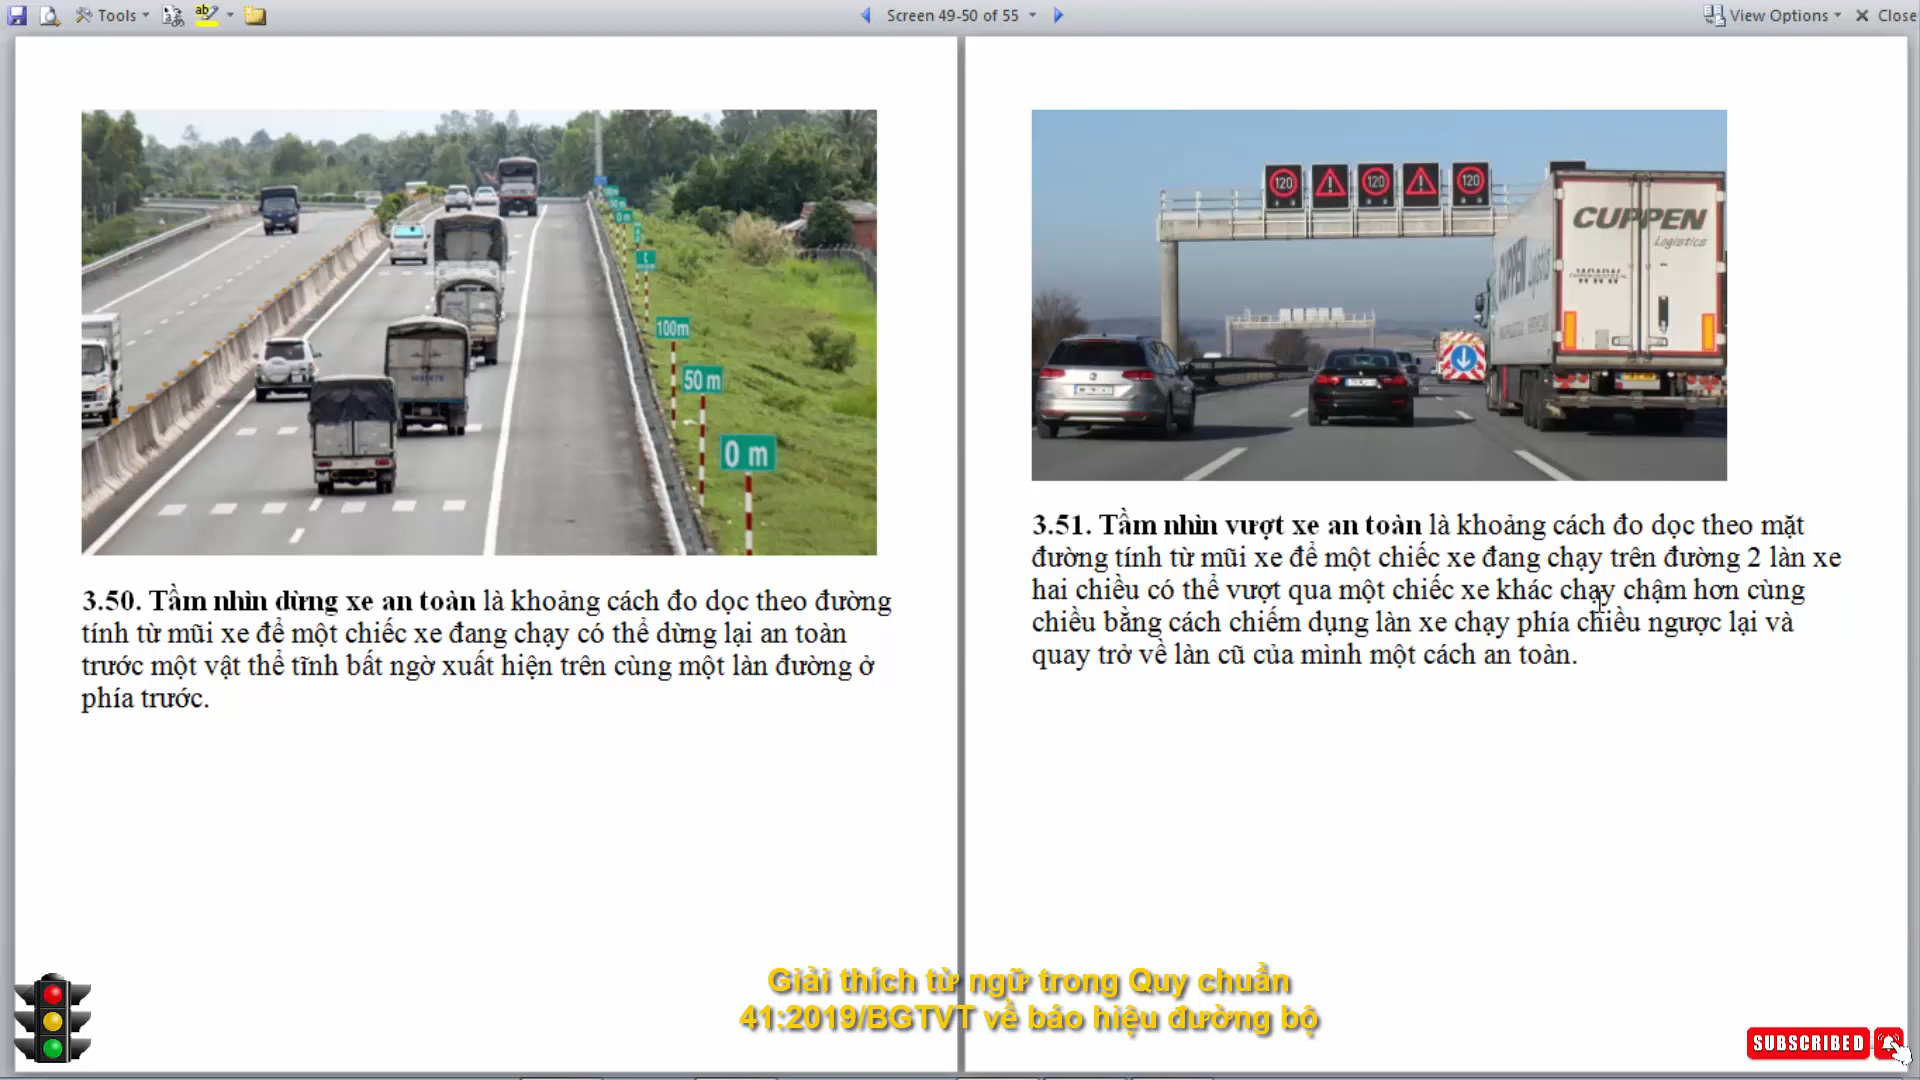 Tools
Screen 49-50 of 55
View Options
Close
100m
50 m
0 m
120
120
120
CUPPEN
Logistics
CUPPEN Logistics
3.50. Tầm nhìn dừng xe an toàn là khoảng cách đo dọc theo đường
tính từ mũi xe để một chiếc xe đang chạy có thể dừng lại an toàn
trước một vật thể tĩnh bất ngờ xuất hiện trên cùng một làn đường ở
phía trước.
3.51. Tầm nhìn vượt xe an toàn là khoảng cách đo dọc theo mặt
đường tính từ mũi xe để một chiếc xe đang chạy trên đường 2 làn xe
hai chiều có thể vượt qua một chiếc xe khác chạy chậm hơn cùng
chiều bằng cách chiếm dụng làn xe chạy phía chiều ngược lại và
quay trở về làn cũ của mình một cách an toàn.
Giải thích từ ngữ trong Quy chuẩn
41:2019/BGTVT về báo hiệu đường bộ
SUBSCRIBED